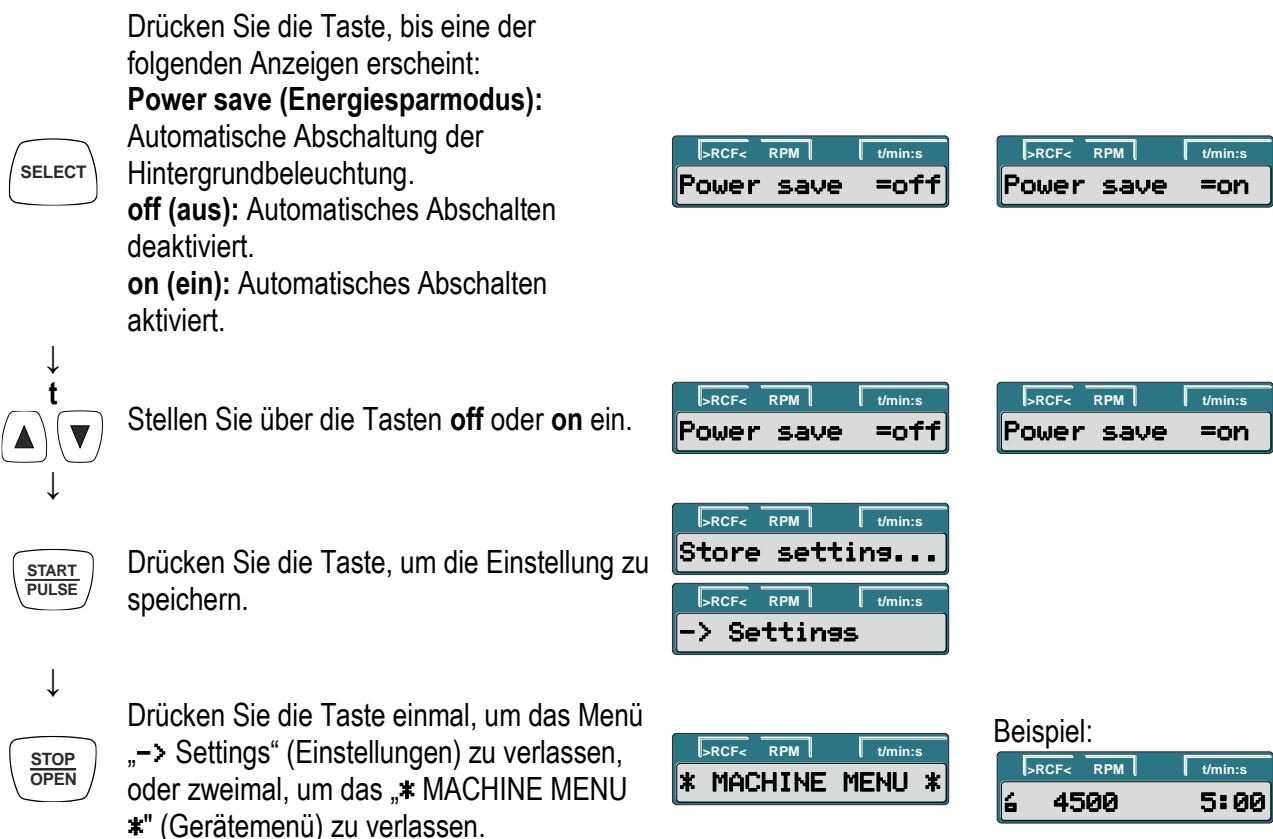 Drücken Sie die Taste, bis eine der
folgenden Anzeigen erscheint:
Power save (Energiesparmodus):
Automatische Abschaltung der
Hintergrundbeleuchtung.
off (aus): Automatisches Abschalten
deaktiviert.
on (ein): Automatisches Abschalten
aktiviert.
SELECT
>RCF< RPM t/min:s
Power save =off
>RCF< RPM t/min:s
Power save =on
↓
t
▲ ▼
Stellen Sie über die Tasten off oder on ein.
>RCF< RPM t/min:s
Power save =off
>RCF< RPM t/min:s
Power save =on
↓
START
PULSE
Drücken Sie die Taste, um die Einstellung zu
speichern.
>RCF< RPM t/min:s
Store setting...
>RCF< RPM t/min:s
-> Settings
↓
STOP
OPEN
Drücken Sie die Taste einmal, um das Menü
„-> Settings“ (Einstellungen) zu verlassen,
oder zweimal, um das „* MACHINE MENU
*" (Gerätemenü) zu verlassen.
>RCF< RPM t/min:s
* MACHINE MENU *
Beispiel:
>RCF< RPM t/min:s
4500 5:00